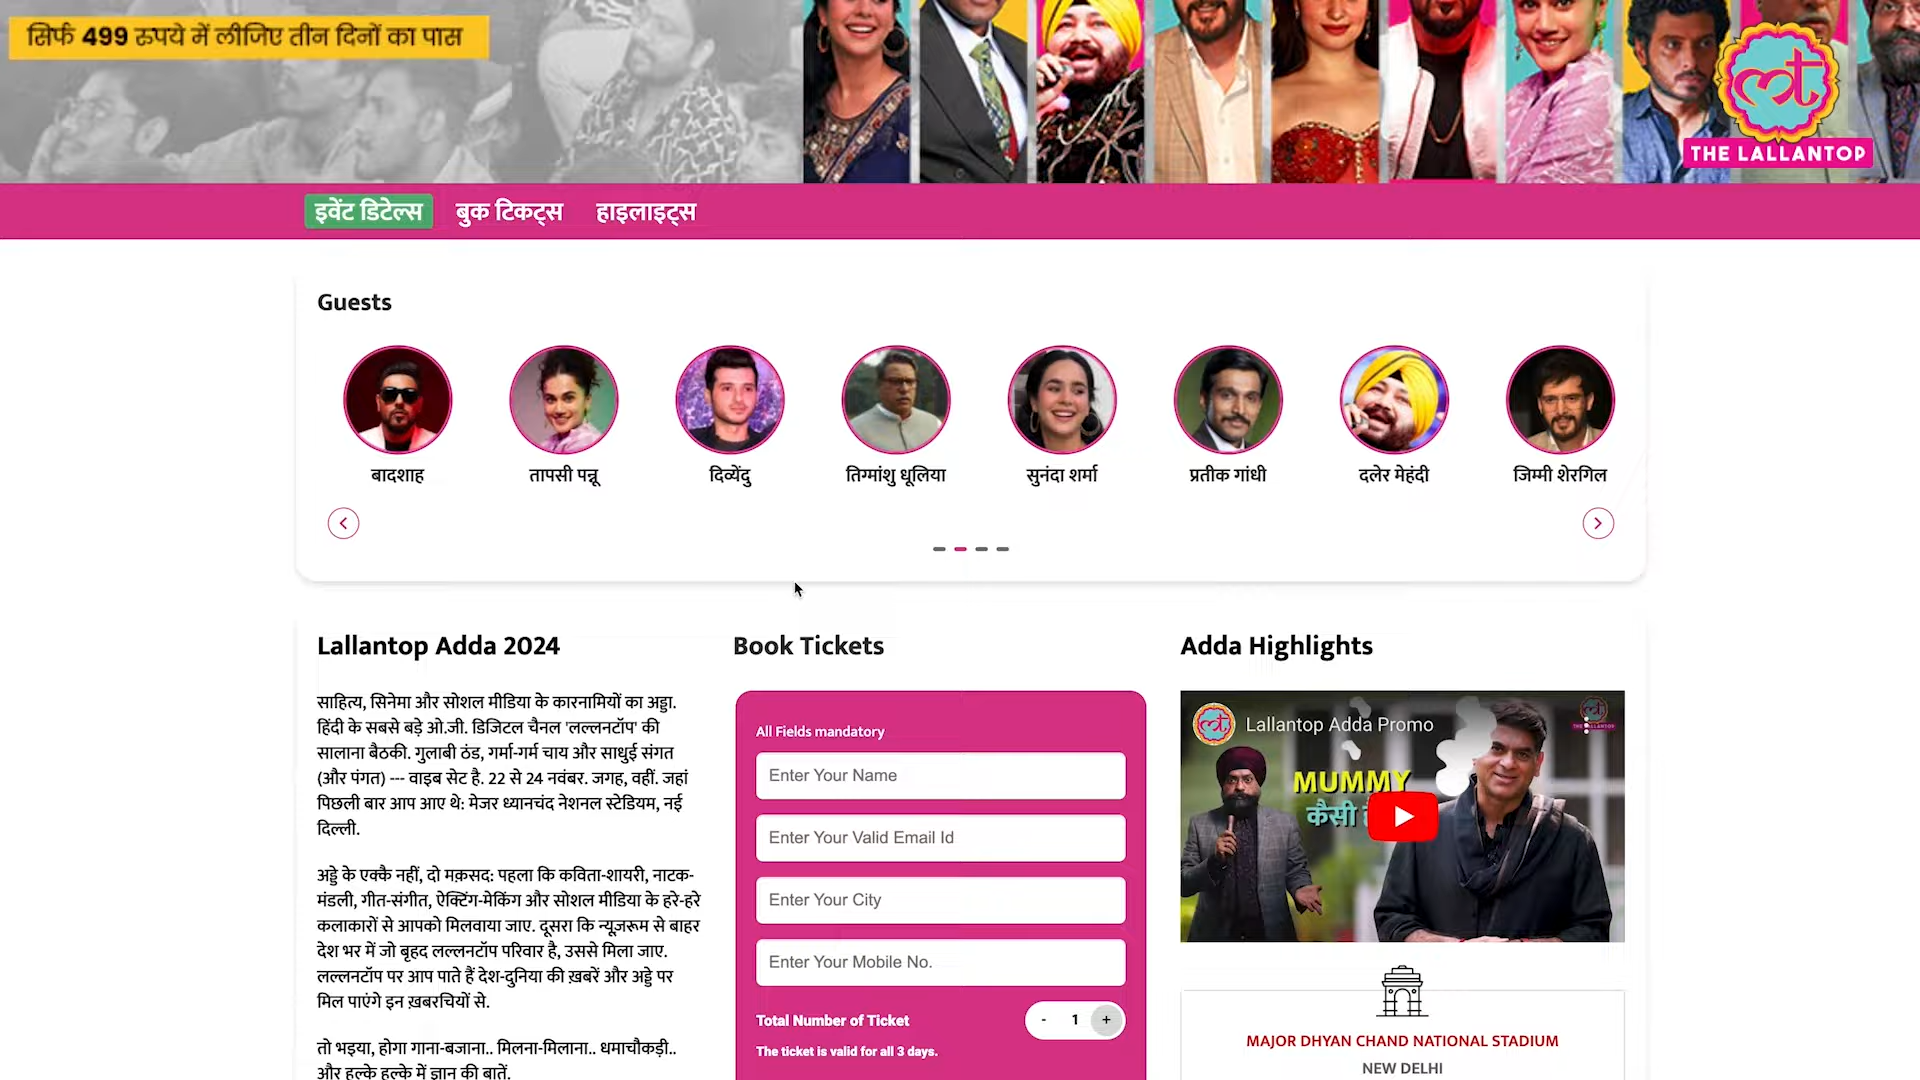 सिर्फ 499 रुपये में लीजिए तीन दिनों का पास
THE LALLANTOP
इवेंट डिटेल्स
बुक टिकट्स
हाइलाइट्स
Guests
बादशाह
तापसी पन्नू
दिव्येंदु
तिग्मांशु धूलिया
सुनंदा शर्मा
प्रतीक गांधी
दलेर मेहंदी
जिम्मी शेरगिल
Lallantop Adda 2024
साहित्य, सिनेमा और सोशल मीडिया के कारनामियों का अड्डा.
हिंदी के सबसे बड़े ओ.जी. डिजिटल चैनल 'लल्लनटॉप' की
सालाना बैठकी. गुलाबी ठंड, गर्मा-गर्म चाय और साधुई संगत
(और पंगत) --- वाइब सेट है. 22 से 24 नवंबर. जगह, वहीं. जहां
पिछली बार आप आए थे: मेजर ध्यानचंद नेशनल स्टेडियम, नई
दिल्ली.
अड्डे के एक्कै नहीं, दो मक़सद: पहला कि कविता-शायरी, नाटक-
मंडली, गीत-संगीत, ऐक्टिंग-मेकिंग और सोशल मीडिया के हरे-हरे
कलाकारों से आपको मिलवाया जाए. दूसरा कि न्यूज़रूम से बाहर
देश भर में जो बृहद लल्लनटॉप परिवार है, उससे मिला जाए.
लल्लनटॉप पर आप पाते हैं देश-दुनिया की ख़बरें और अड्डे पर
मिल पाएंगे इन ख़बरचियों से.
तो भइया, होगा गाना-बजाना.. मिलना-मिलाना.. धमाचौकड़ी..
और हल्के हल्के में ज्ञान की बातें.
Book Tickets
All Fields mandatory
Enter Your Name
Enter Your Valid Email Id
Enter Your City
Enter Your Mobile No.
Total Number of Ticket
- 1 +
The ticket is valid for all 3 days.
Adda Highlights
Lallantop Adda Promo
MUMMY
कैसी
MAJOR DHYAN CHAND NATIONAL STADIUM
NEW DELHI